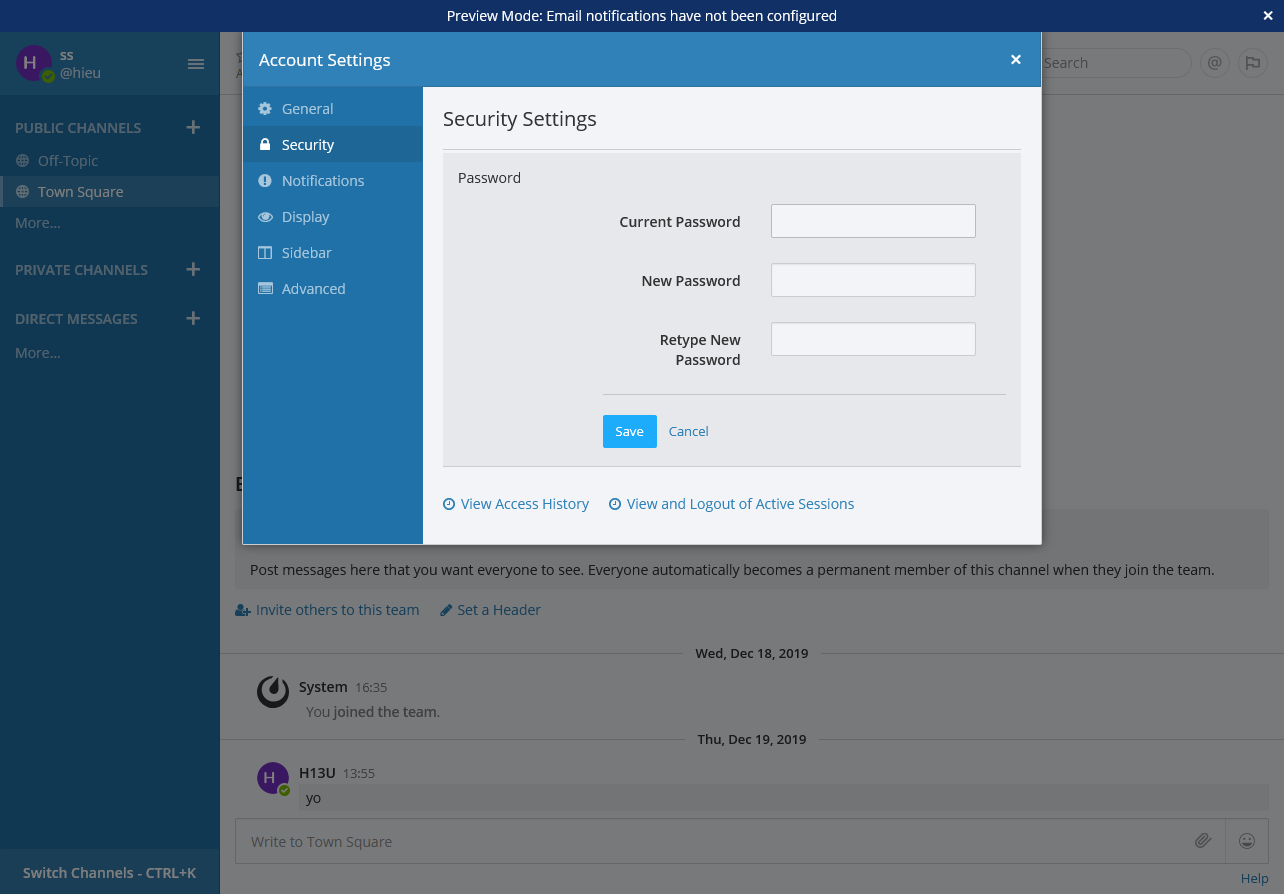 Preview Mode: Email notifications have not been configured
×
H
ss
@hieu
Account Settings
×
Search
@
General
Security
Notifications
Display
Sidebar
Advanced
PUBLIC CHANNELS +
Off-Topic
Town Square
More...
PRIVATE CHANNELS +
DIRECT MESSAGES +
More...
Security Settings
Password
Current Password
New Password
Retype New
Password
Save Cancel
View Access History View and Logout of Active Sessions
Post messages here that you want everyone to see. Everyone automatically becomes a permanent member of this channel when they join the team.
Invite others to this team Set a Header
Wed, Dec 18, 2019
System 16:35
You joined the team.
Thu, Dec 19, 2019
H
H13U 13:55
yo
Write to Town Square
Switch Channels - CTRL+K
Help